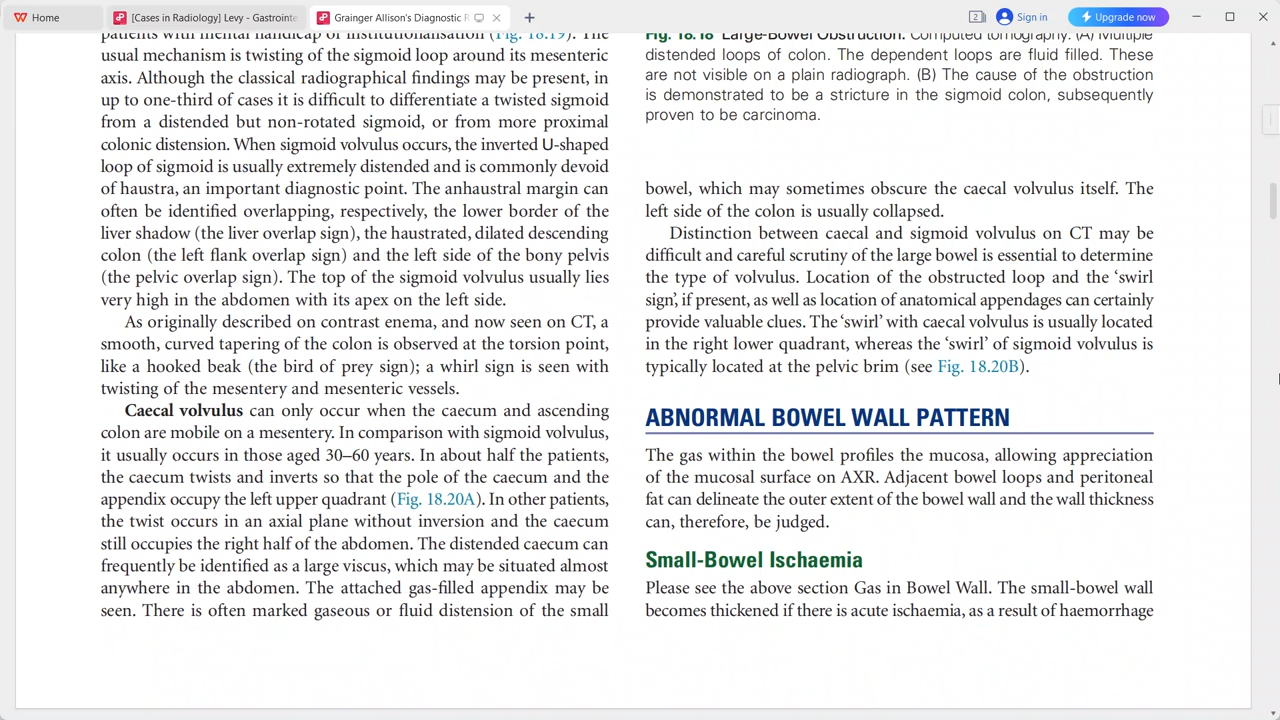 Home
[Cases in Radiology] Levy - Gastrointe
Grainger Allison's Diagnostic R
2
Sign in
Upgrade now
patients with mental handicap or institutionalisation (Fig. 18.19). The
usual mechanism is twisting of the sigmoid loop around its mesenteric
axis. Although the classical radiographical findings may be present, in
up to one-third of cases it is difficult to differentiate a twisted sigmoid
from a distended but non-rotated sigmoid, or from more proximal
colonic distension. When sigmoid volvulus occurs, the inverted U-shaped
loop of sigmoid is usually extremely distended and is commonly devoid
of haustra, an important diagnostic point. The anhaustral margin can
often be identified overlapping, respectively, the lower border of the
liver shadow (the liver overlap sign), the haustrated, dilated descending
colon (the left flank overlap sign) and the left side of the bony pelvis
(the pelvic overlap sign). The top of the sigmoid volvulus usually lies
very high in the abdomen with its apex on the left side.
As originally described on contrast enema, and now seen on CT, a
smooth, curved tapering of the colon is observed at the torsion point,
like a hooked beak (the bird of prey sign); a whirl sign is seen with
twisting of the mesentery and mesenteric vessels.
Caecal volvulus can only occur when the caecum and ascending
colon are mobile on a mesentery. In comparison with sigmoid volvulus,
it usually occurs in those aged 30–60 years. In about half the patients,
the caecum twists and inverts so that the pole of the caecum and the
appendix occupy the left upper quadrant (Fig. 18.20A). In other patients,
the twist occurs in an axial plane without inversion and the caecum
still occupies the right half of the abdomen. The distended caecum can
frequently be identified as a large viscus, which may be situated almost
anywhere in the abdomen. The attached gas-filled appendix may be
seen. There is often marked gaseous or fluid distension of the small
Fig. 18.18 Large-Bowel Obstruction. Computed tomography. (A) Multiple
distended loops of colon. The dependent loops are fluid filled. These
are not visible on a plain radiograph. (B) The cause of the obstruction
is demonstrated to be a stricture in the sigmoid colon, subsequently
proven to be carcinoma.
bowel, which may sometimes obscure the caecal volvulus itself. The
left side of the colon is usually collapsed.
Distinction between caecal and sigmoid volvulus on CT may be
difficult and careful scrutiny of the large bowel is essential to determine
the type of volvulus. Location of the obstructed loop and the ‘swirl
sign’, if present, as well as location of anatomical appendages can certainly
provide valuable clues. The ‘swirl’ with caecal volvulus is usually located
in the right lower quadrant, whereas the ‘swirl’ of sigmoid volvulus is
typically located at the pelvic brim (see Fig. 18.20B).
ABNORMAL BOWEL WALL PATTERN
The gas within the bowel profiles the mucosa, allowing appreciation
of the mucosal surface on AXR. Adjacent bowel loops and peritoneal
fat can delineate the outer extent of the bowel wall and the wall thickness
can, therefore, be judged.
Small-Bowel Ischaemia
Please see the above section Gas in Bowel Wall. The small-bowel wall
becomes thickened if there is acute ischaemia, as a result of haemorrhage